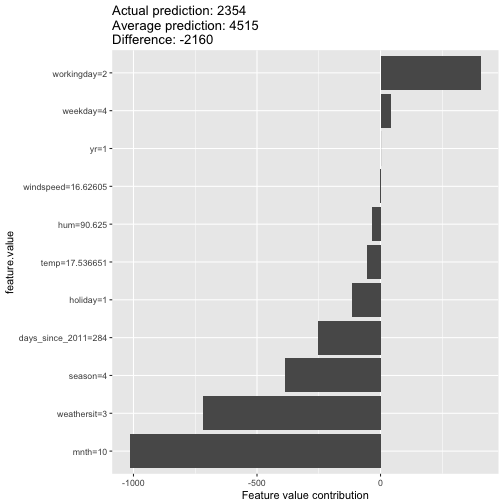 Actual prediction: 2354
Average prediction: 4515
Difference: -2160
workingday=2
weekday=4
yr=1
windspeed=16.62605
hum=90.625
temp=17.536651
holiday=1
days_since_2011=284
season=4
weathersit=3
mnth=10
feature.value
-1000
-500
0
Feature value contribution